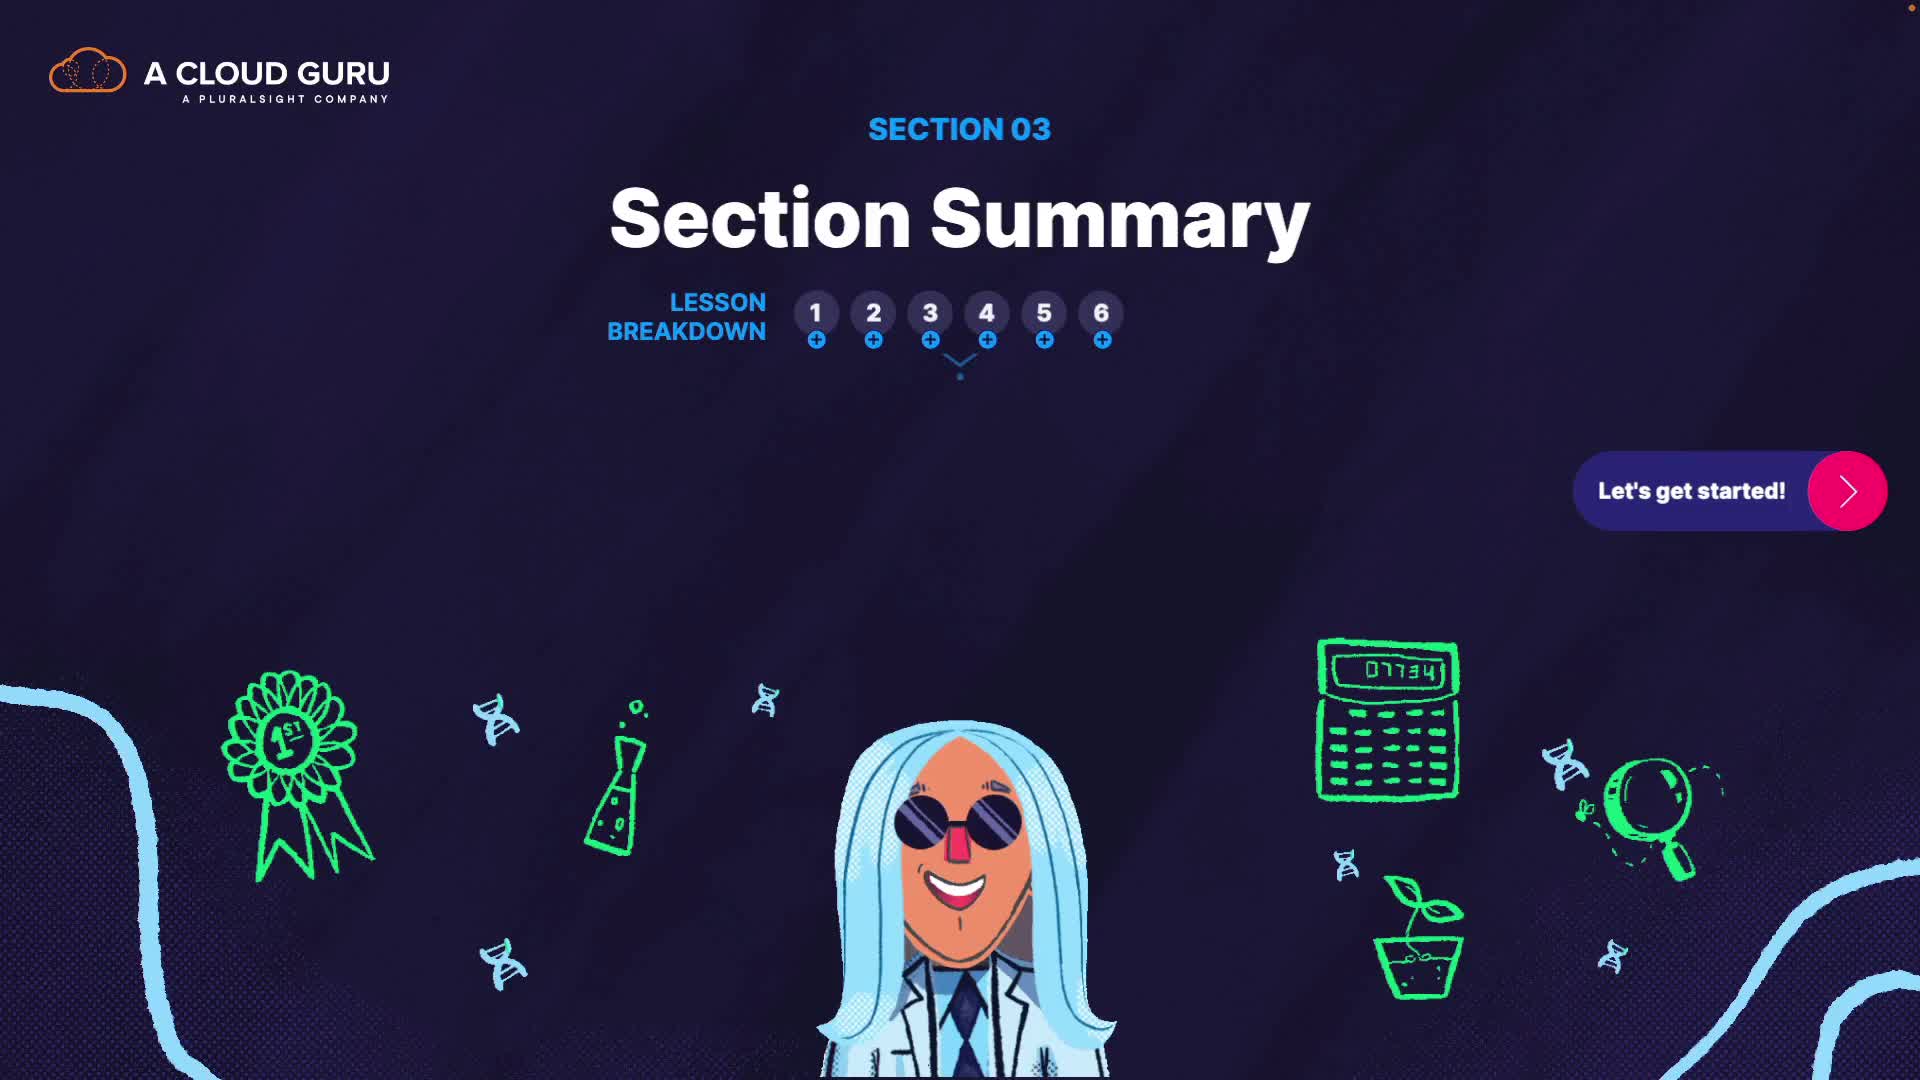 A CLOUD GURU
A PLURALSIGHT COMPANY
SECTION 03
Section Summary
LESSON
BREAKDOWN
1 2 3 4 5 6
Let's get started!
07734
1ST